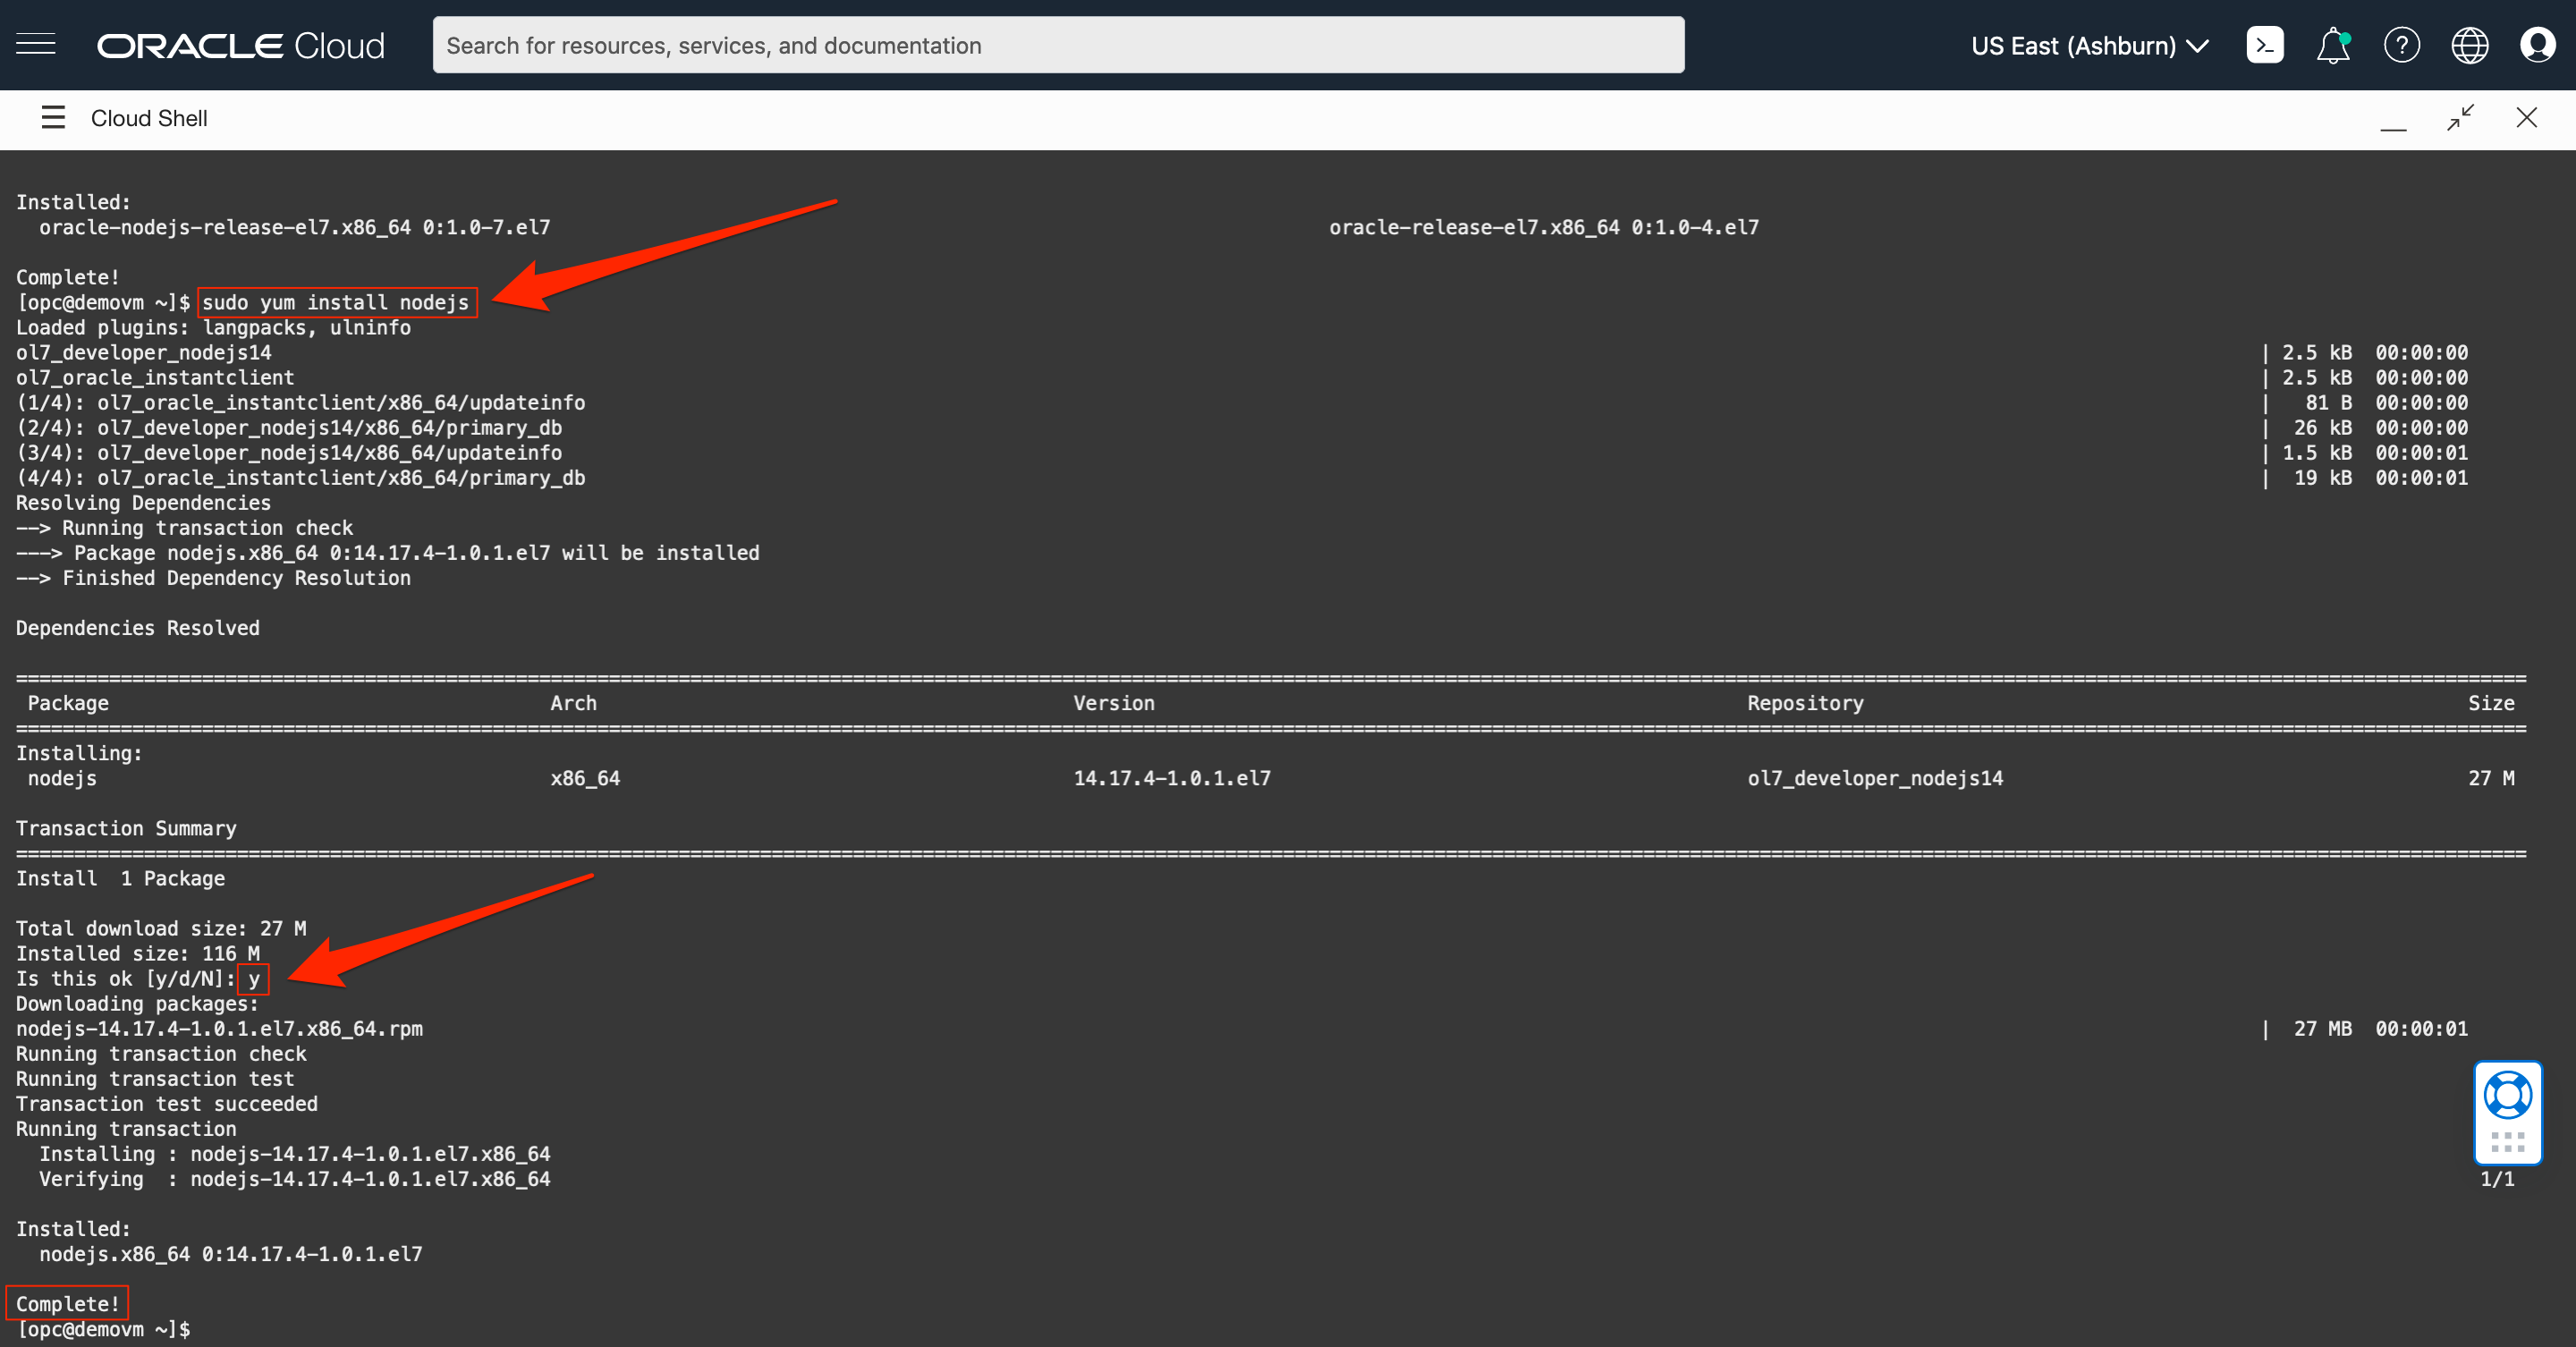 ORACLE Cloud
Search for resources, services, and documentation
US East (Ashburn)
Cloud Shell
Installed:
  oracle-nodejs-release-el7.x86_64 0:1.0-7.el7    oracle-release-el7.x86_64 0:1.0-4.el7
Complete!
[opc@demovm ~]$ sudo yum install nodejs
Loaded plugins: langpacks, ulninfo
ol7_developer_nodejs14 | 2.5 kB  00:00:00
ol7_oracle_instantclient | 2.5 kB  00:00:00
(1/4): ol7_oracle_instantclient/x86_64/updateinfo |   81 B  00:00:00
(2/4): ol7_developer_nodejs14/x86_64/primary_db |  26 kB  00:00:00
(3/4): ol7_developer_nodejs14/x86_64/updateinfo | 1.5 kB  00:00:01
(4/4): ol7_oracle_instantclient/x86_64/primary_db |  19 kB  00:00:01
Resolving Dependencies
--> Running transaction check
---> Package nodejs.x86_64 0:14.17.4-1.0.1.el7 will be installed
--> Finished Dependency Resolution
Dependencies Resolved
================================================================================
 Package    Arch    Version    Repository    Size
================================================================================
Installing:
 nodejs    x86_64    14.17.4-1.0.1.el7    ol7_developer_nodejs14    27 M
Transaction Summary
================================================================================
Install  1 Package
Total download size: 27 M
Installed size: 116 M
Is this ok [y/d/N]: y
Downloading packages:
nodejs-14.17.4-1.0.1.el7.x86_64.rpm |  27 MB  00:00:01
Running transaction check
Running transaction test
Transaction test succeeded
Running transaction
  Installing : nodejs-14.17.4-1.0.1.el7.x86_64
  Verifying  : nodejs-14.17.4-1.0.1.el7.x86_64    1/1
Installed:
  nodejs.x86_64 0:14.17.4-1.0.1.el7
Complete!
[opc@demovm ~]$